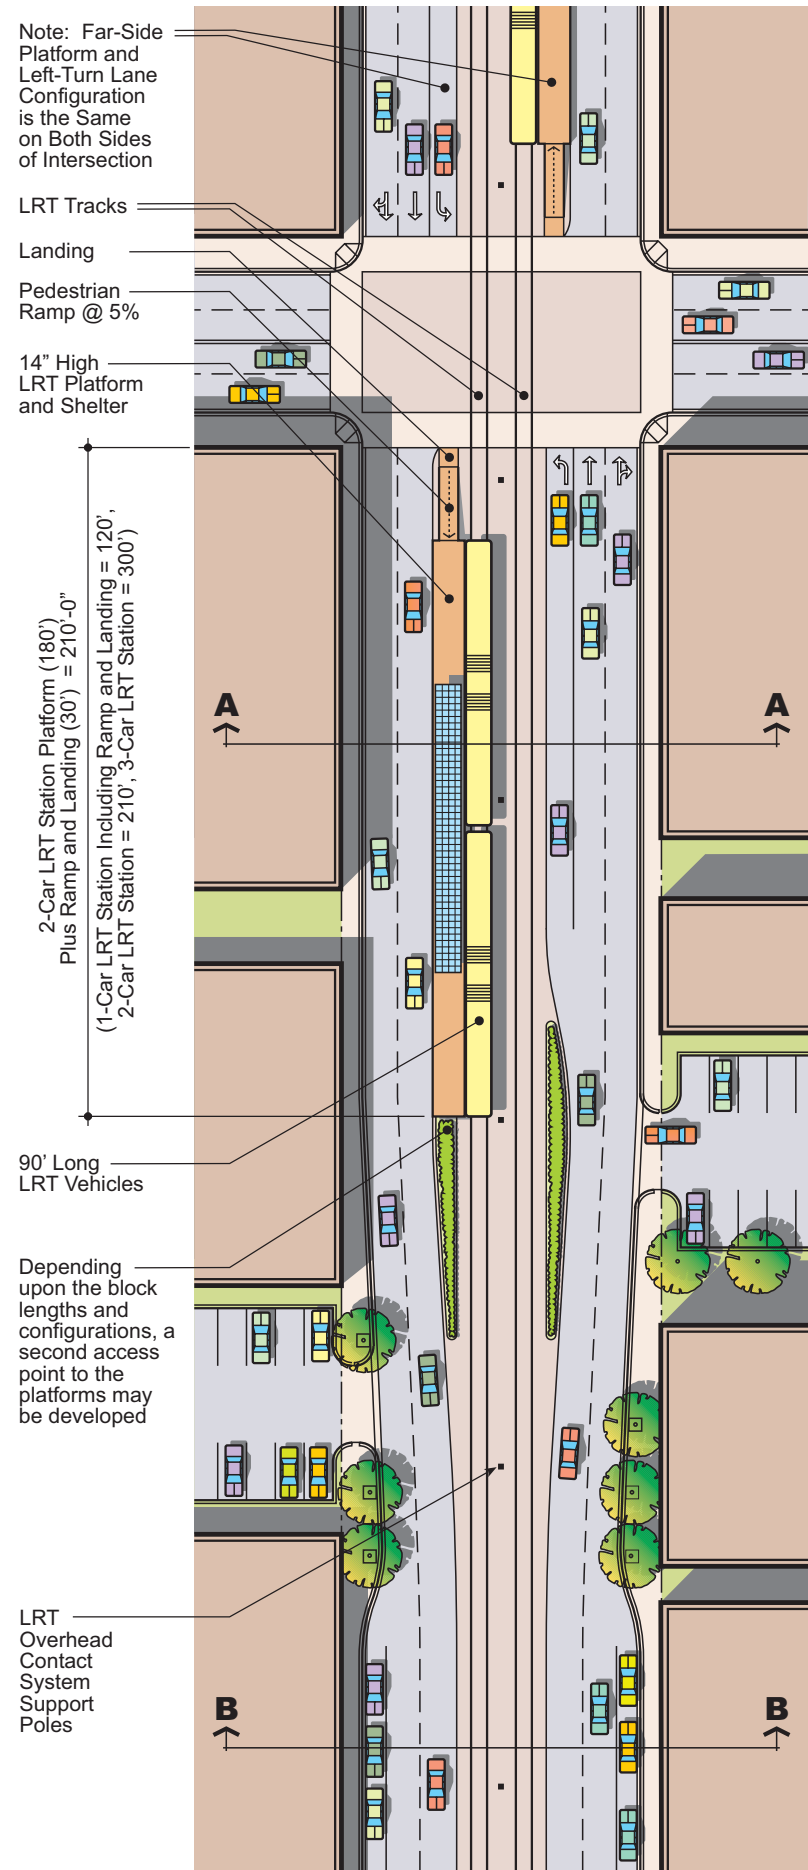 Note: Far-Side
Platform and
Left-Turn Lane
Configuration
is the Same
on Both Sides
of Intersection
LRT Tracks
Landing
Pedestrian
Ramp @ 5%
14” High
LRT Platform
and Shelter
2-Car LRT Station Platform (180’)
Plus Ramp and Landing (30’) = 210’-0”
(1-Car LRT Station Including Ramp and Landing = 120’,
2-Car LRT Station = 210’, 3-Car LRT Station = 300’)
A
A
90’ Long
LRT Vehicles
Depending
upon the block
lengths and
configurations, a
second access
point to the
platforms may
be developed
LRT
Overhead
Contact
System
Support
Poles
B
B